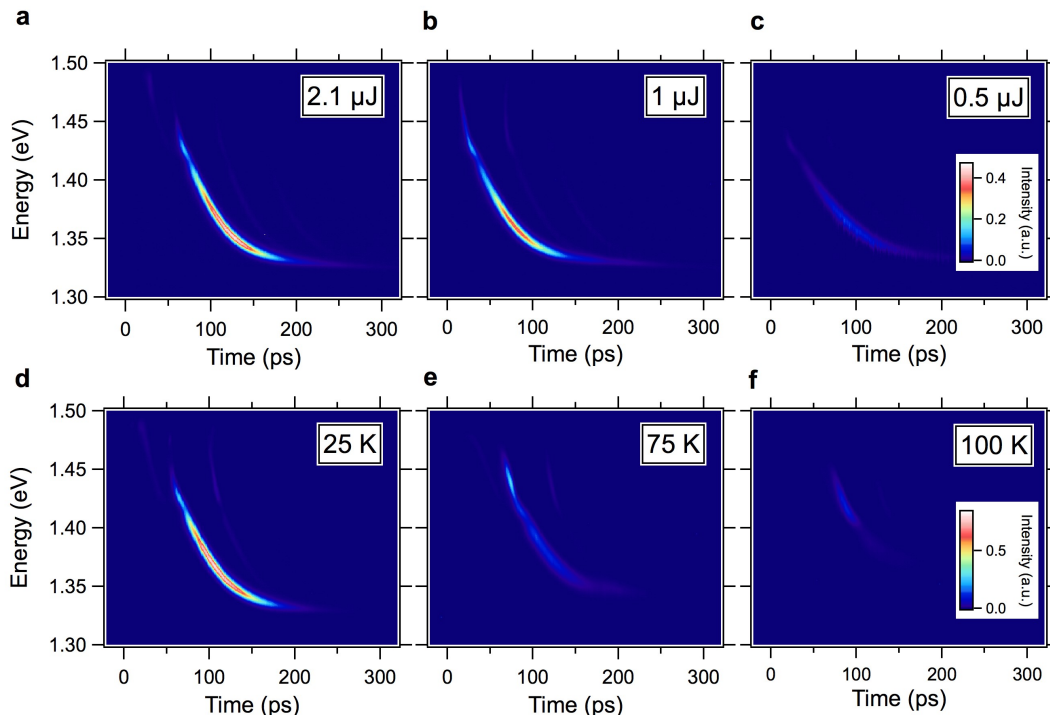 a
b
c
Energy (eV)
1.50
1.45
1.40
1.35
1.30
2.1 µJ
1 µJ
0.5 µJ
0.4
0.2
0.0
Intensity (a.u.)
0 100 200 300
0 100 200 300
0 100 200 300
Time (ps)
Time (ps)
Time (ps)
d
e
f
Energy (eV)
1.50
1.45
1.40
1.35
1.30
25 K
75 K
100 K
0.5
0.0
Intensity (a.u.)
0 100 200 300
0 100 200 300
0 100 200 300
Time (ps)
Time (ps)
Time (ps)